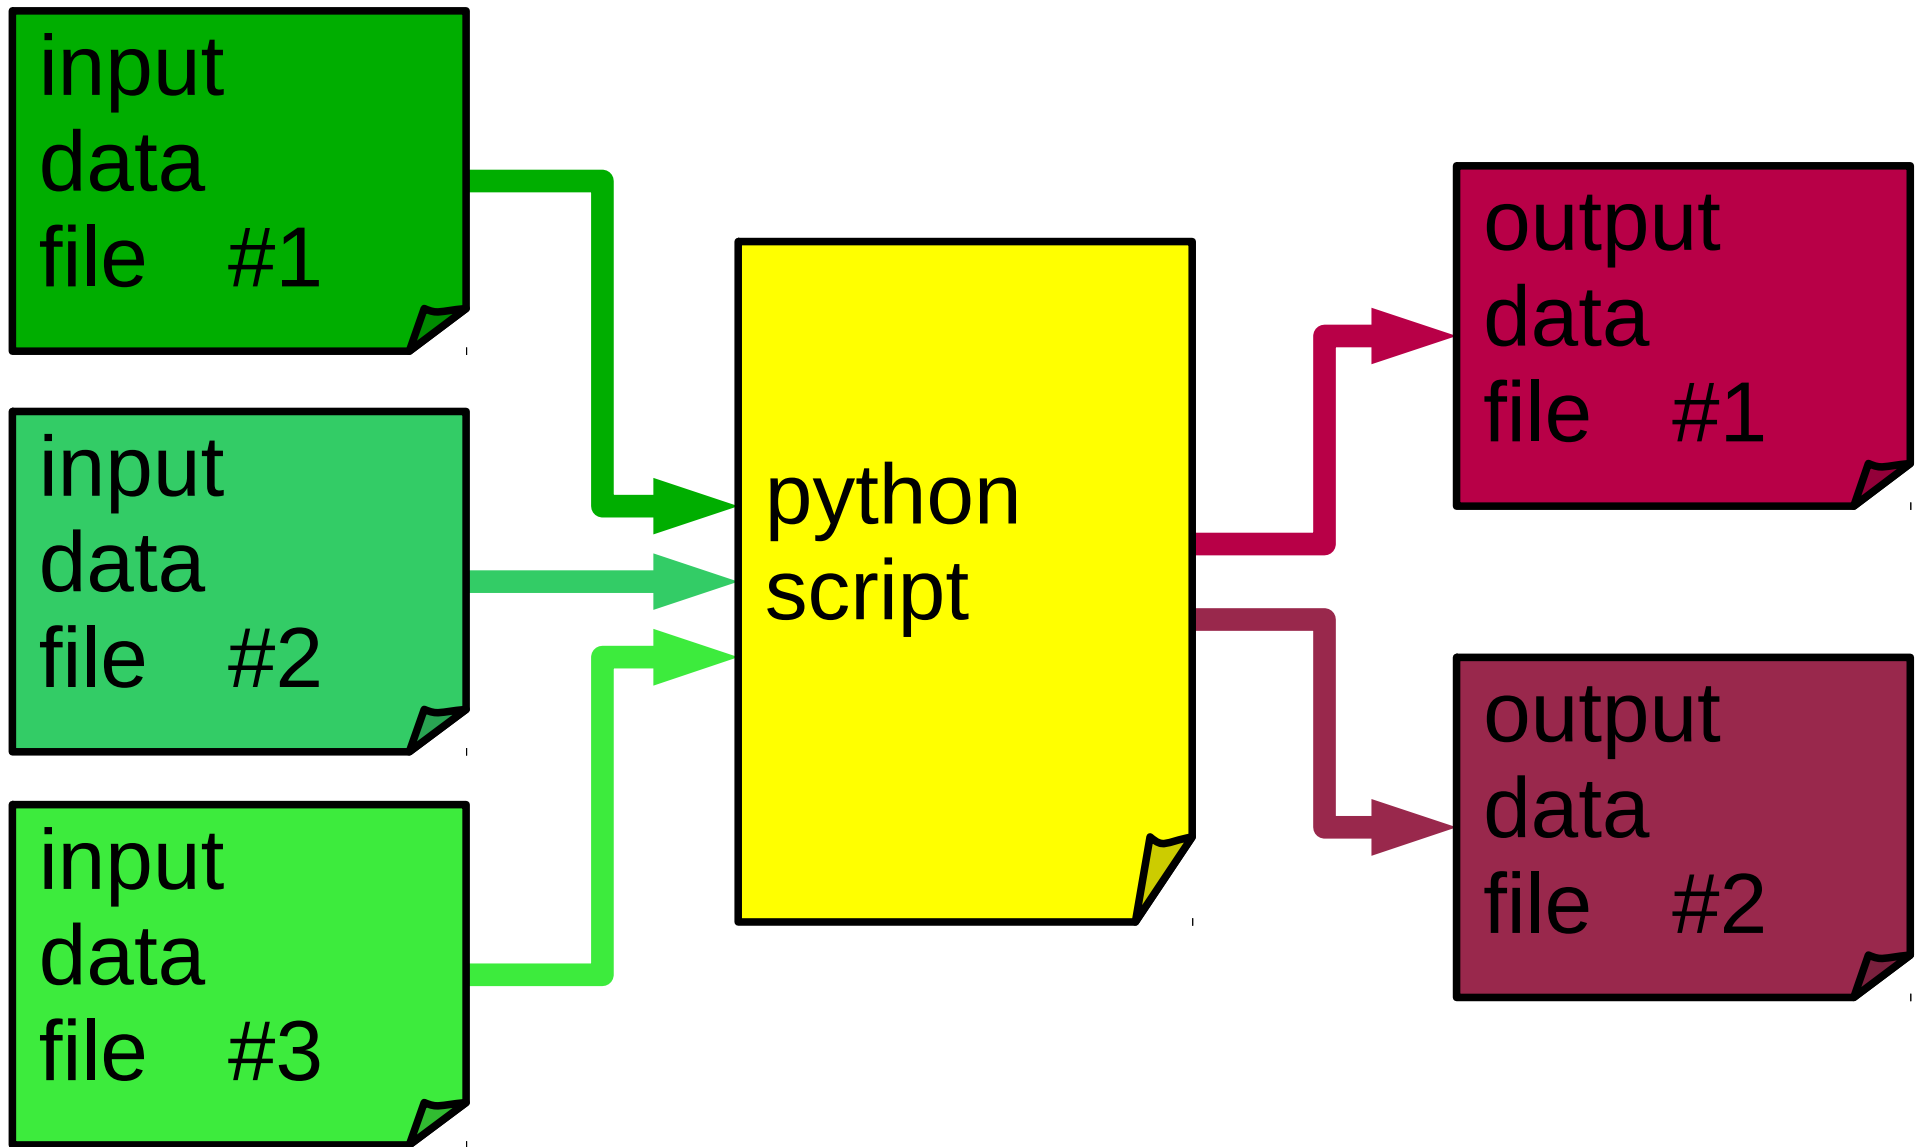 input
data
file #1
input
data
file #2
input
data
file #3
python
script
output
data
file #1
output
data
file #2